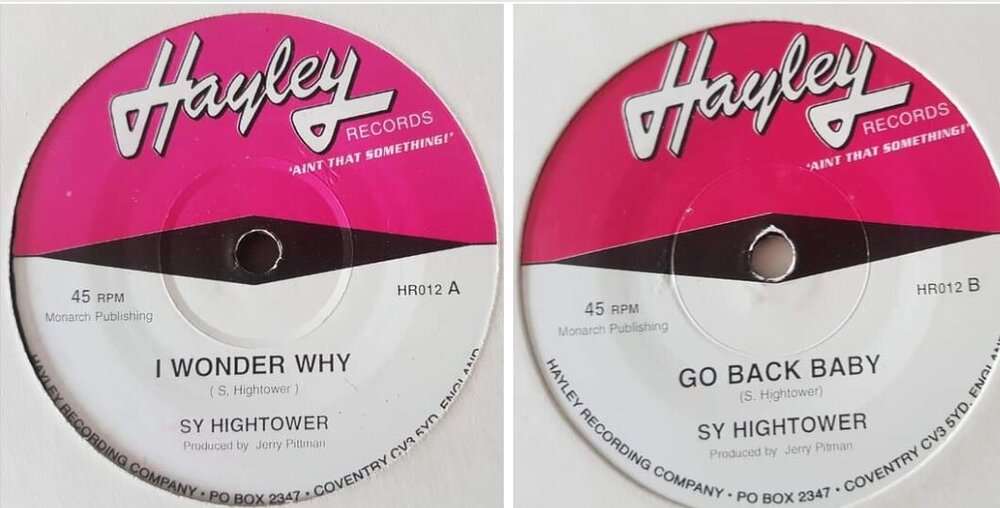 Hayley
RECORDS
"AINT THAT SOMETHING!"
45 RPM
HR012 A
Monarch Publishing
I WONDER WHY
( S. Hightower )
SY HIGHTOWER
Produced by Jerry Pittman
HAYLEY RECORDING COMPANY · PO BOX 2347 · COVENTRY CV3 5YD. ENGLAND
Hayley
RECORDS
"AINT THAT SOMETHING!"
45 RPM
HR012 B
Monarch Publishing
GO BACK BABY
(S. Hightower)
SY HIGHTOWER
Produced by Jerry Pitman
HAYLEY RECORDING COMPANY · PO BOX 2347 · COVENTRY CV3 5YD. ENGLAN